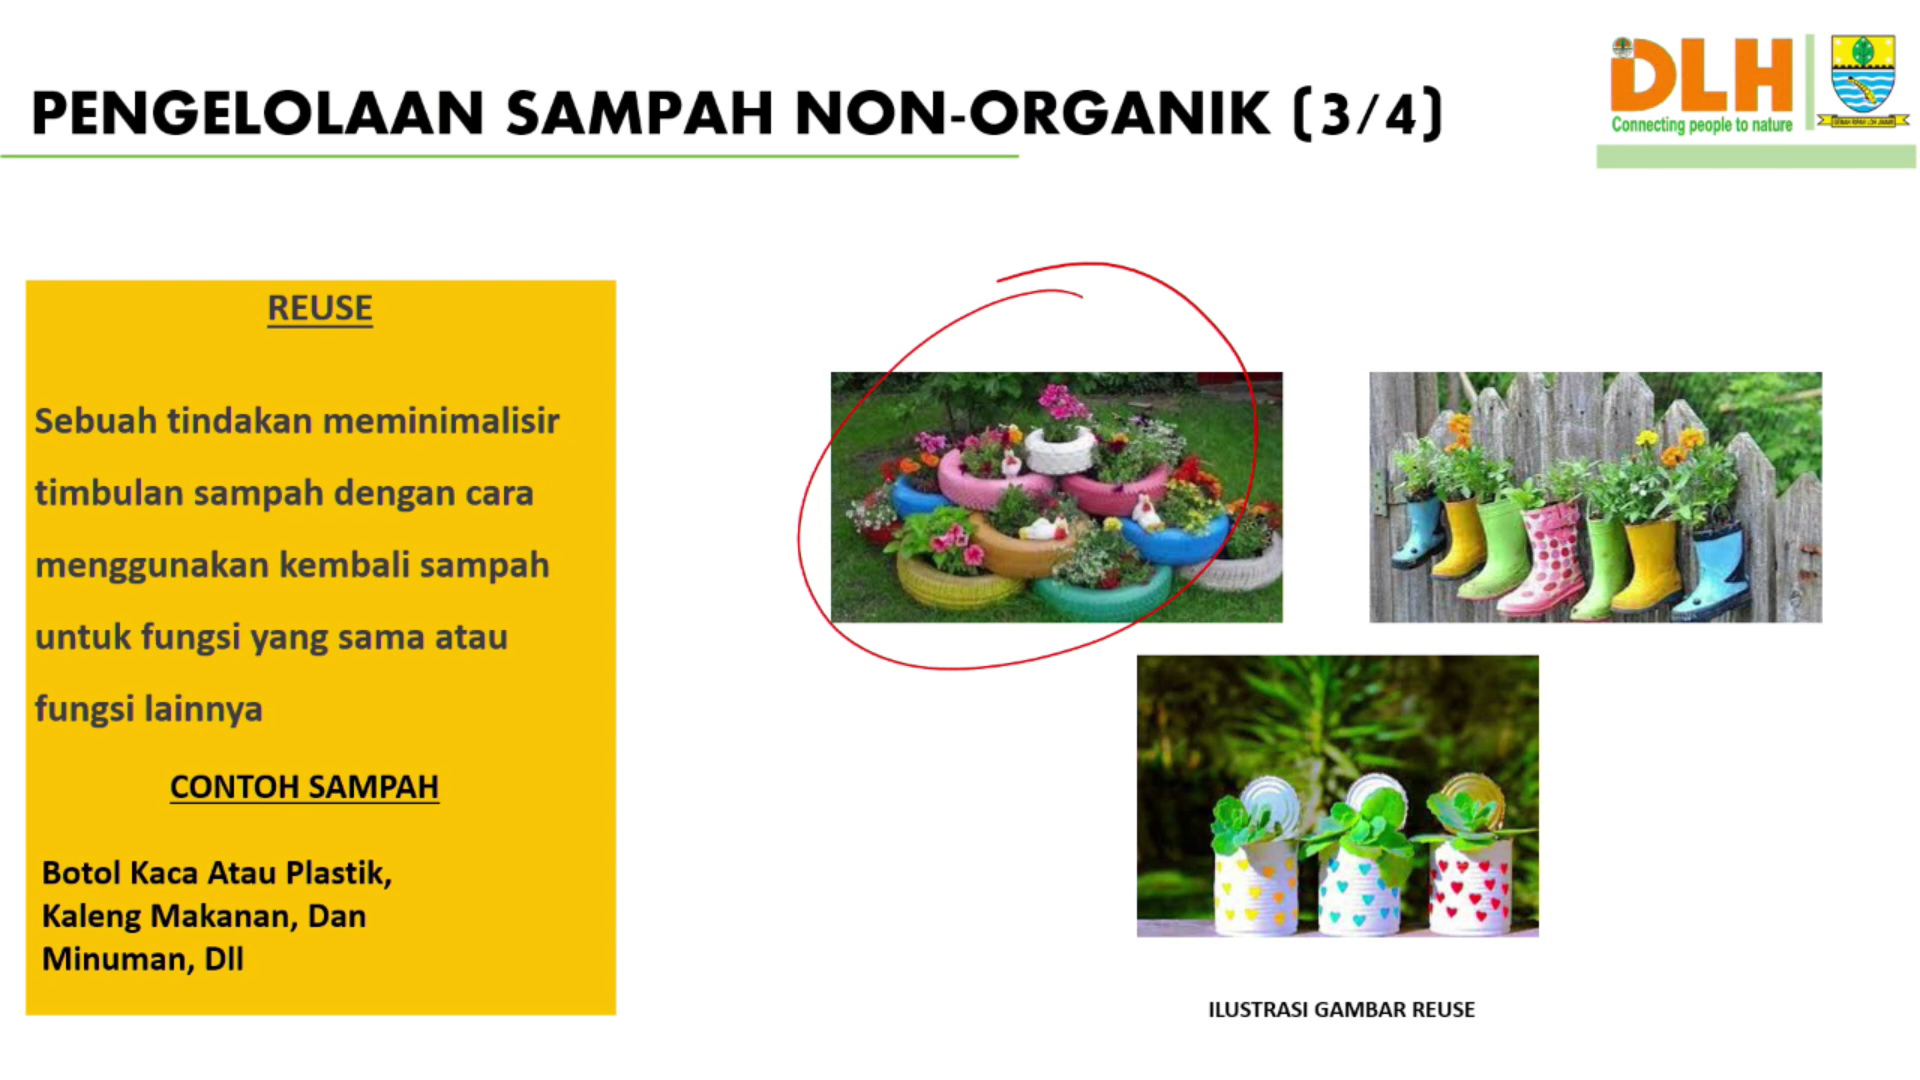 PENGELOLAAN SAMPAH NON-ORGANIK (3/4)
DLH
Connecting people to nature
REUSE
Sebuah tindakan meminimalisir
timbulan sampah dengan cara
menggunakan kembali sampah
untuk fungsi yang sama atau
fungsi lainnya
CONTOH SAMPAH
Botol Kaca Atau Plastik,
Kaleng Makanan, Dan
Minuman, Dll
ILUSTRASI GAMBAR REUSE